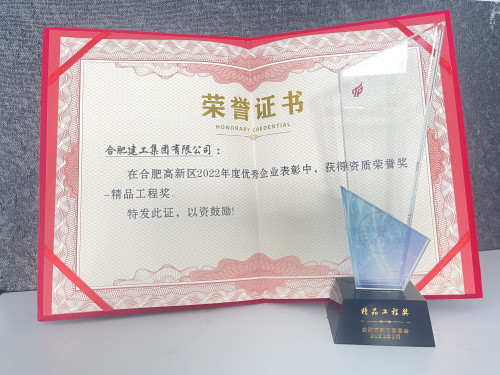 荣誉证书
HONORARY CREDENTIAL
合肥建工集团有限公司：
在合肥高新区2022年度优秀企业表彰中，获得资质荣誉奖
-精品工程奖。
特发此证，以资鼓励!
精品工程奖